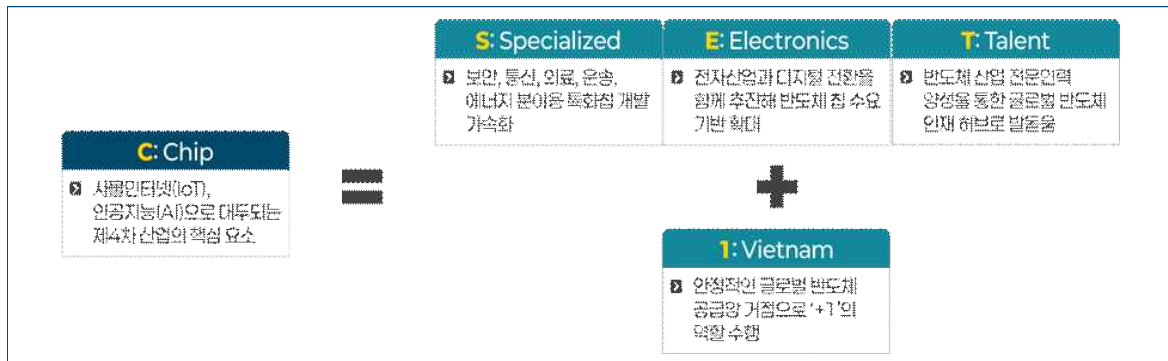 C: Chip
사물인터넷(IoT),
인공지능(AI)으로 대두되는
제4차 산업의 핵심 요소
=
S: Specialized
보안, 통신, 의료, 운송,
에너지 분야용 특화칩 개발
가속화
E: Electronics
전자산업과 디지털 전환을
함께 추진해 반도체 칩 수요
기반 확대
T: Talent
반도체 산업 전문인력
양성을 통한 글로벌 반도체
인재 허브로 발돋움
+
1: Vietnam
안정적인 글로벌 반도체
공급망 거점으로 ‘+1’의
역할 수행